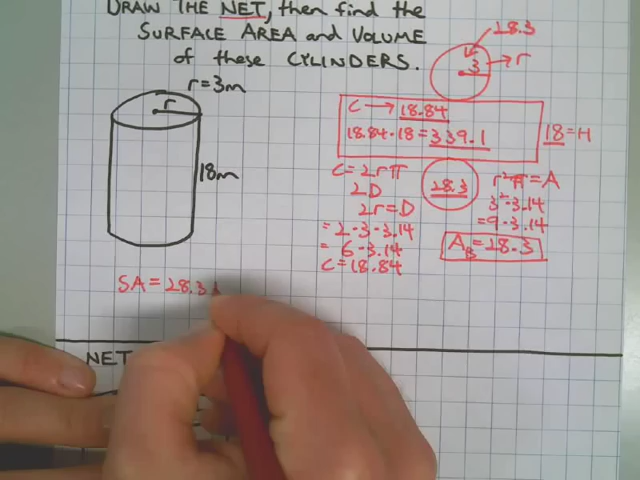 DRAW THE NET, then find the
SURFACE AREA and VOLUME
of these CYLINDERS.
r=3m
r
18m
28.3
3
r
C → 18.84
18.84·18=339.1
18=H
28.3
C=2rπ
2D
2r=D
=2·3·3.14
= 6·3.14
C=18.84
r²π=A
3²·3.14
=9·3.14
A_B=28.3
SA=28.3
NET